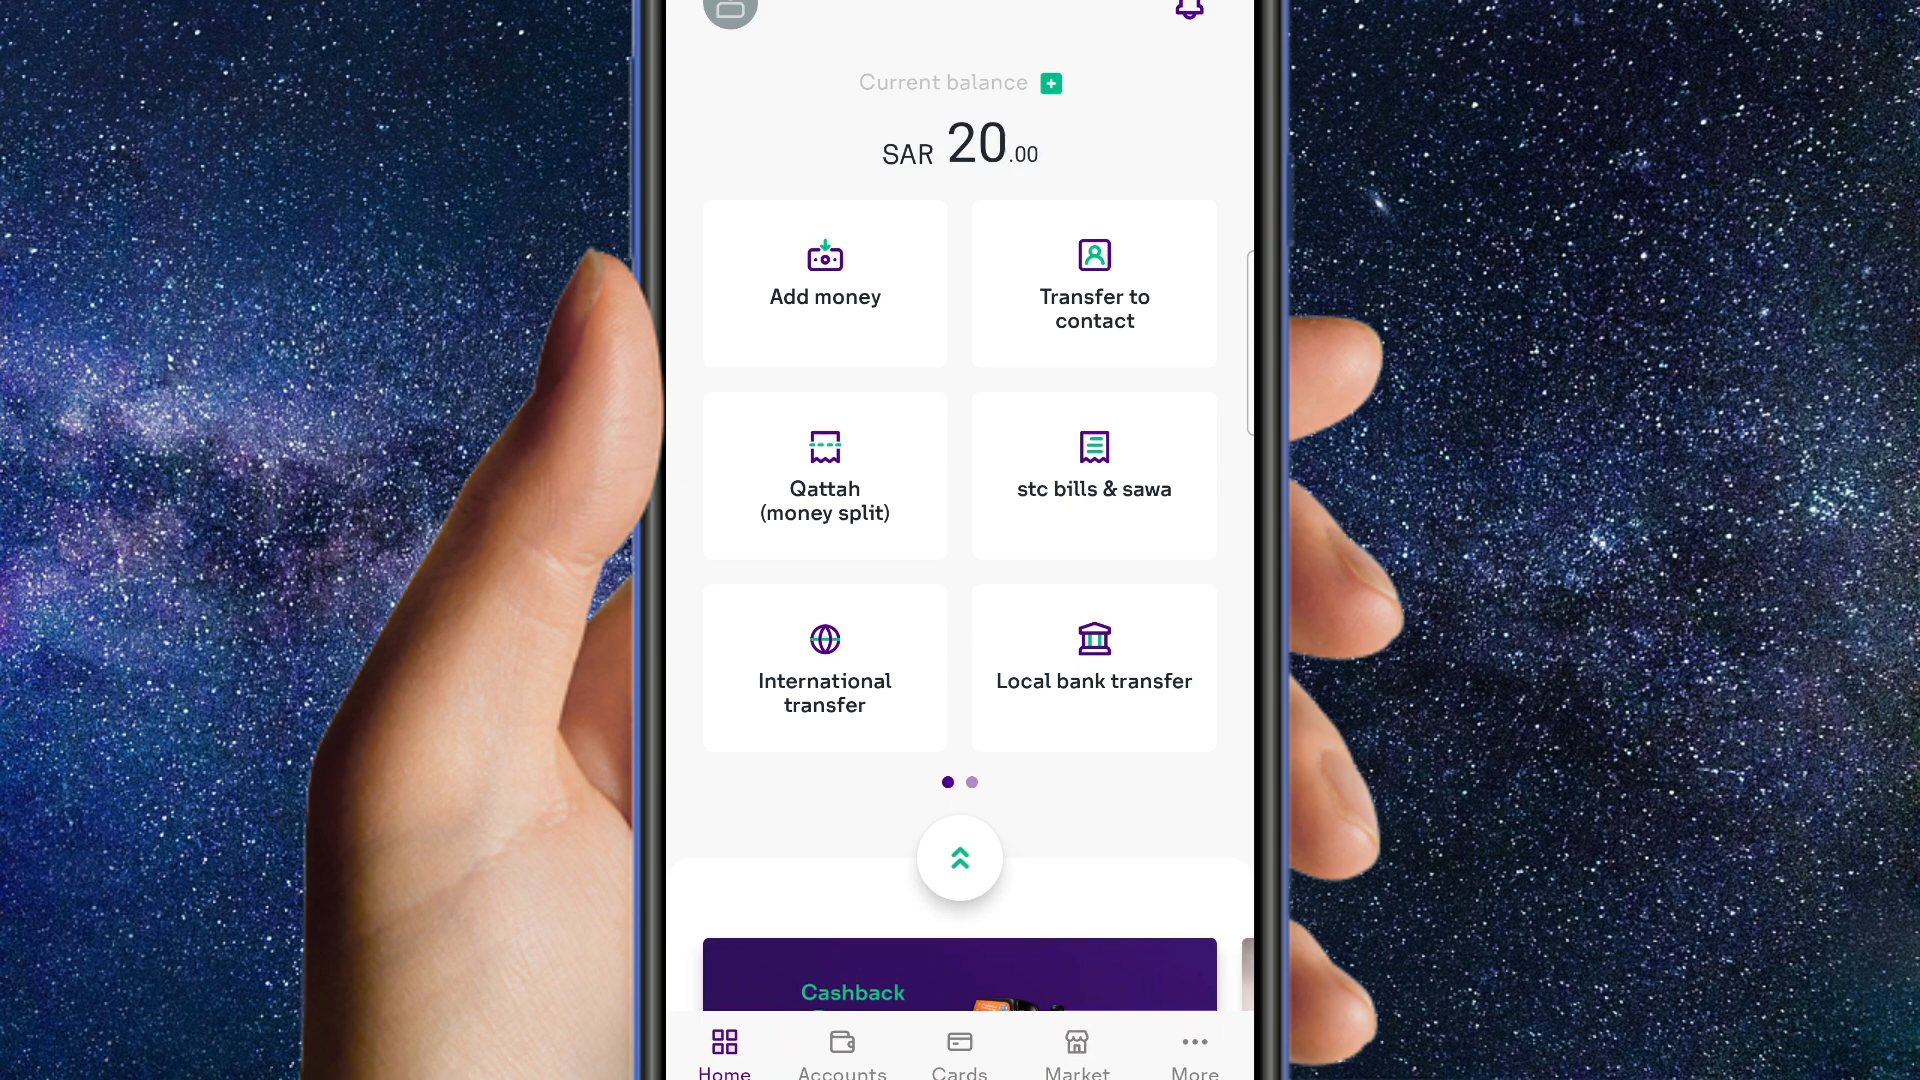 Current balance
SAR 20.00
Add money
Transfer to
contact
Qattah
(money split)
stc bills & sawa
International
transfer
Local bank transfer
Cashback
Home
Accounts
Cards
Market
More